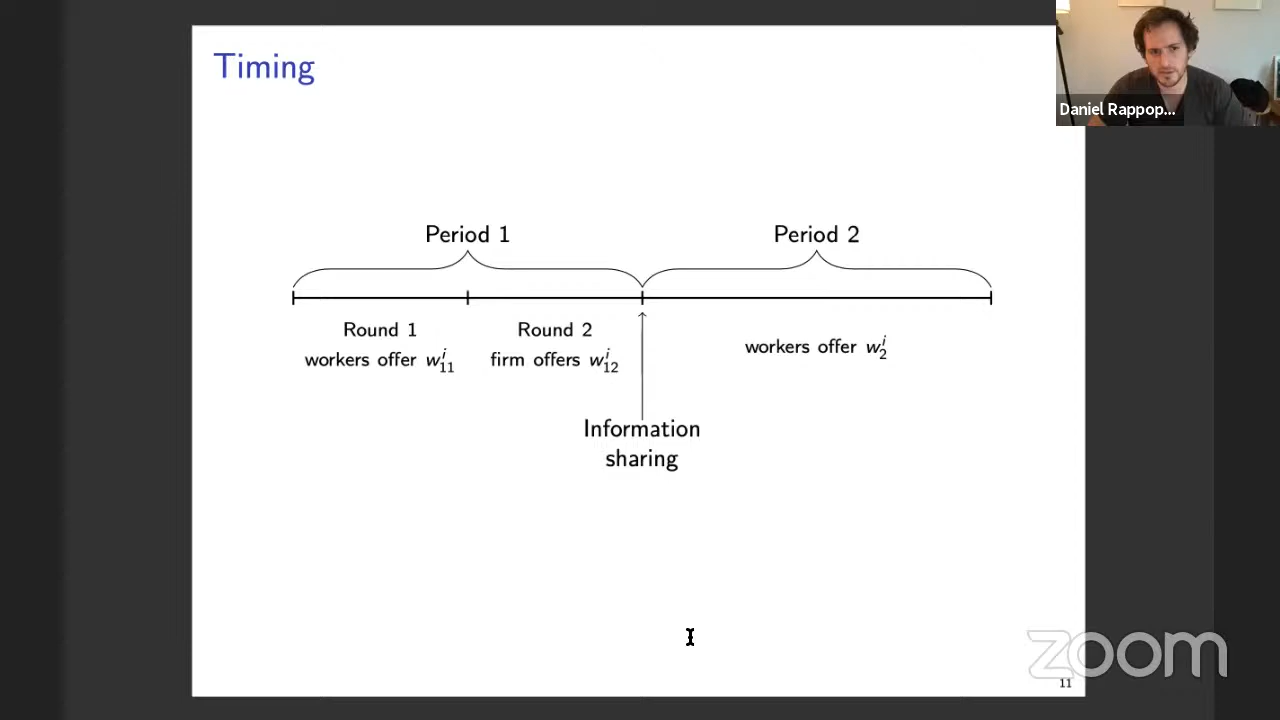 Timing
Daniel Rappop...
Period 1
Period 2
Round 1
workers offer $w^i_{11}$
Round 2
firm offers $w^i_{12}$
workers offer $w^i_2$
Information
sharing
zoom
11